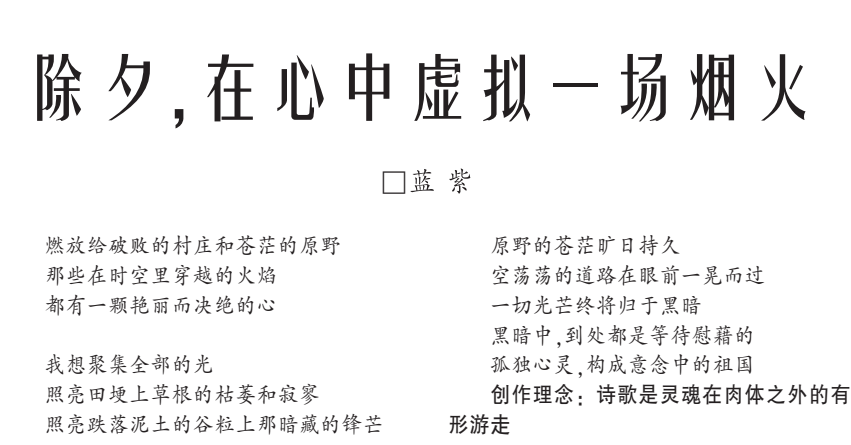 除夕,在心中虚拟一场烟火
□蓝 紫
燃放给破败的村庄和苍茫的原野
那些在时空里穿越的火焰
都有一颗艳丽而决绝的心
我想聚集全部的光
照亮田埂上草根的枯萎和寂寥
照亮跌落泥土的谷粒上那暗藏的锋芒
原野的苍茫旷日持久
空荡荡的道路在眼前一晃而过
一切光芒终将归于黑暗
黑暗中,到处都是等待慰藉的
孤独心灵,构成意念中的祖国
创作理念：诗歌是灵魂在肉体之外的有
形游走